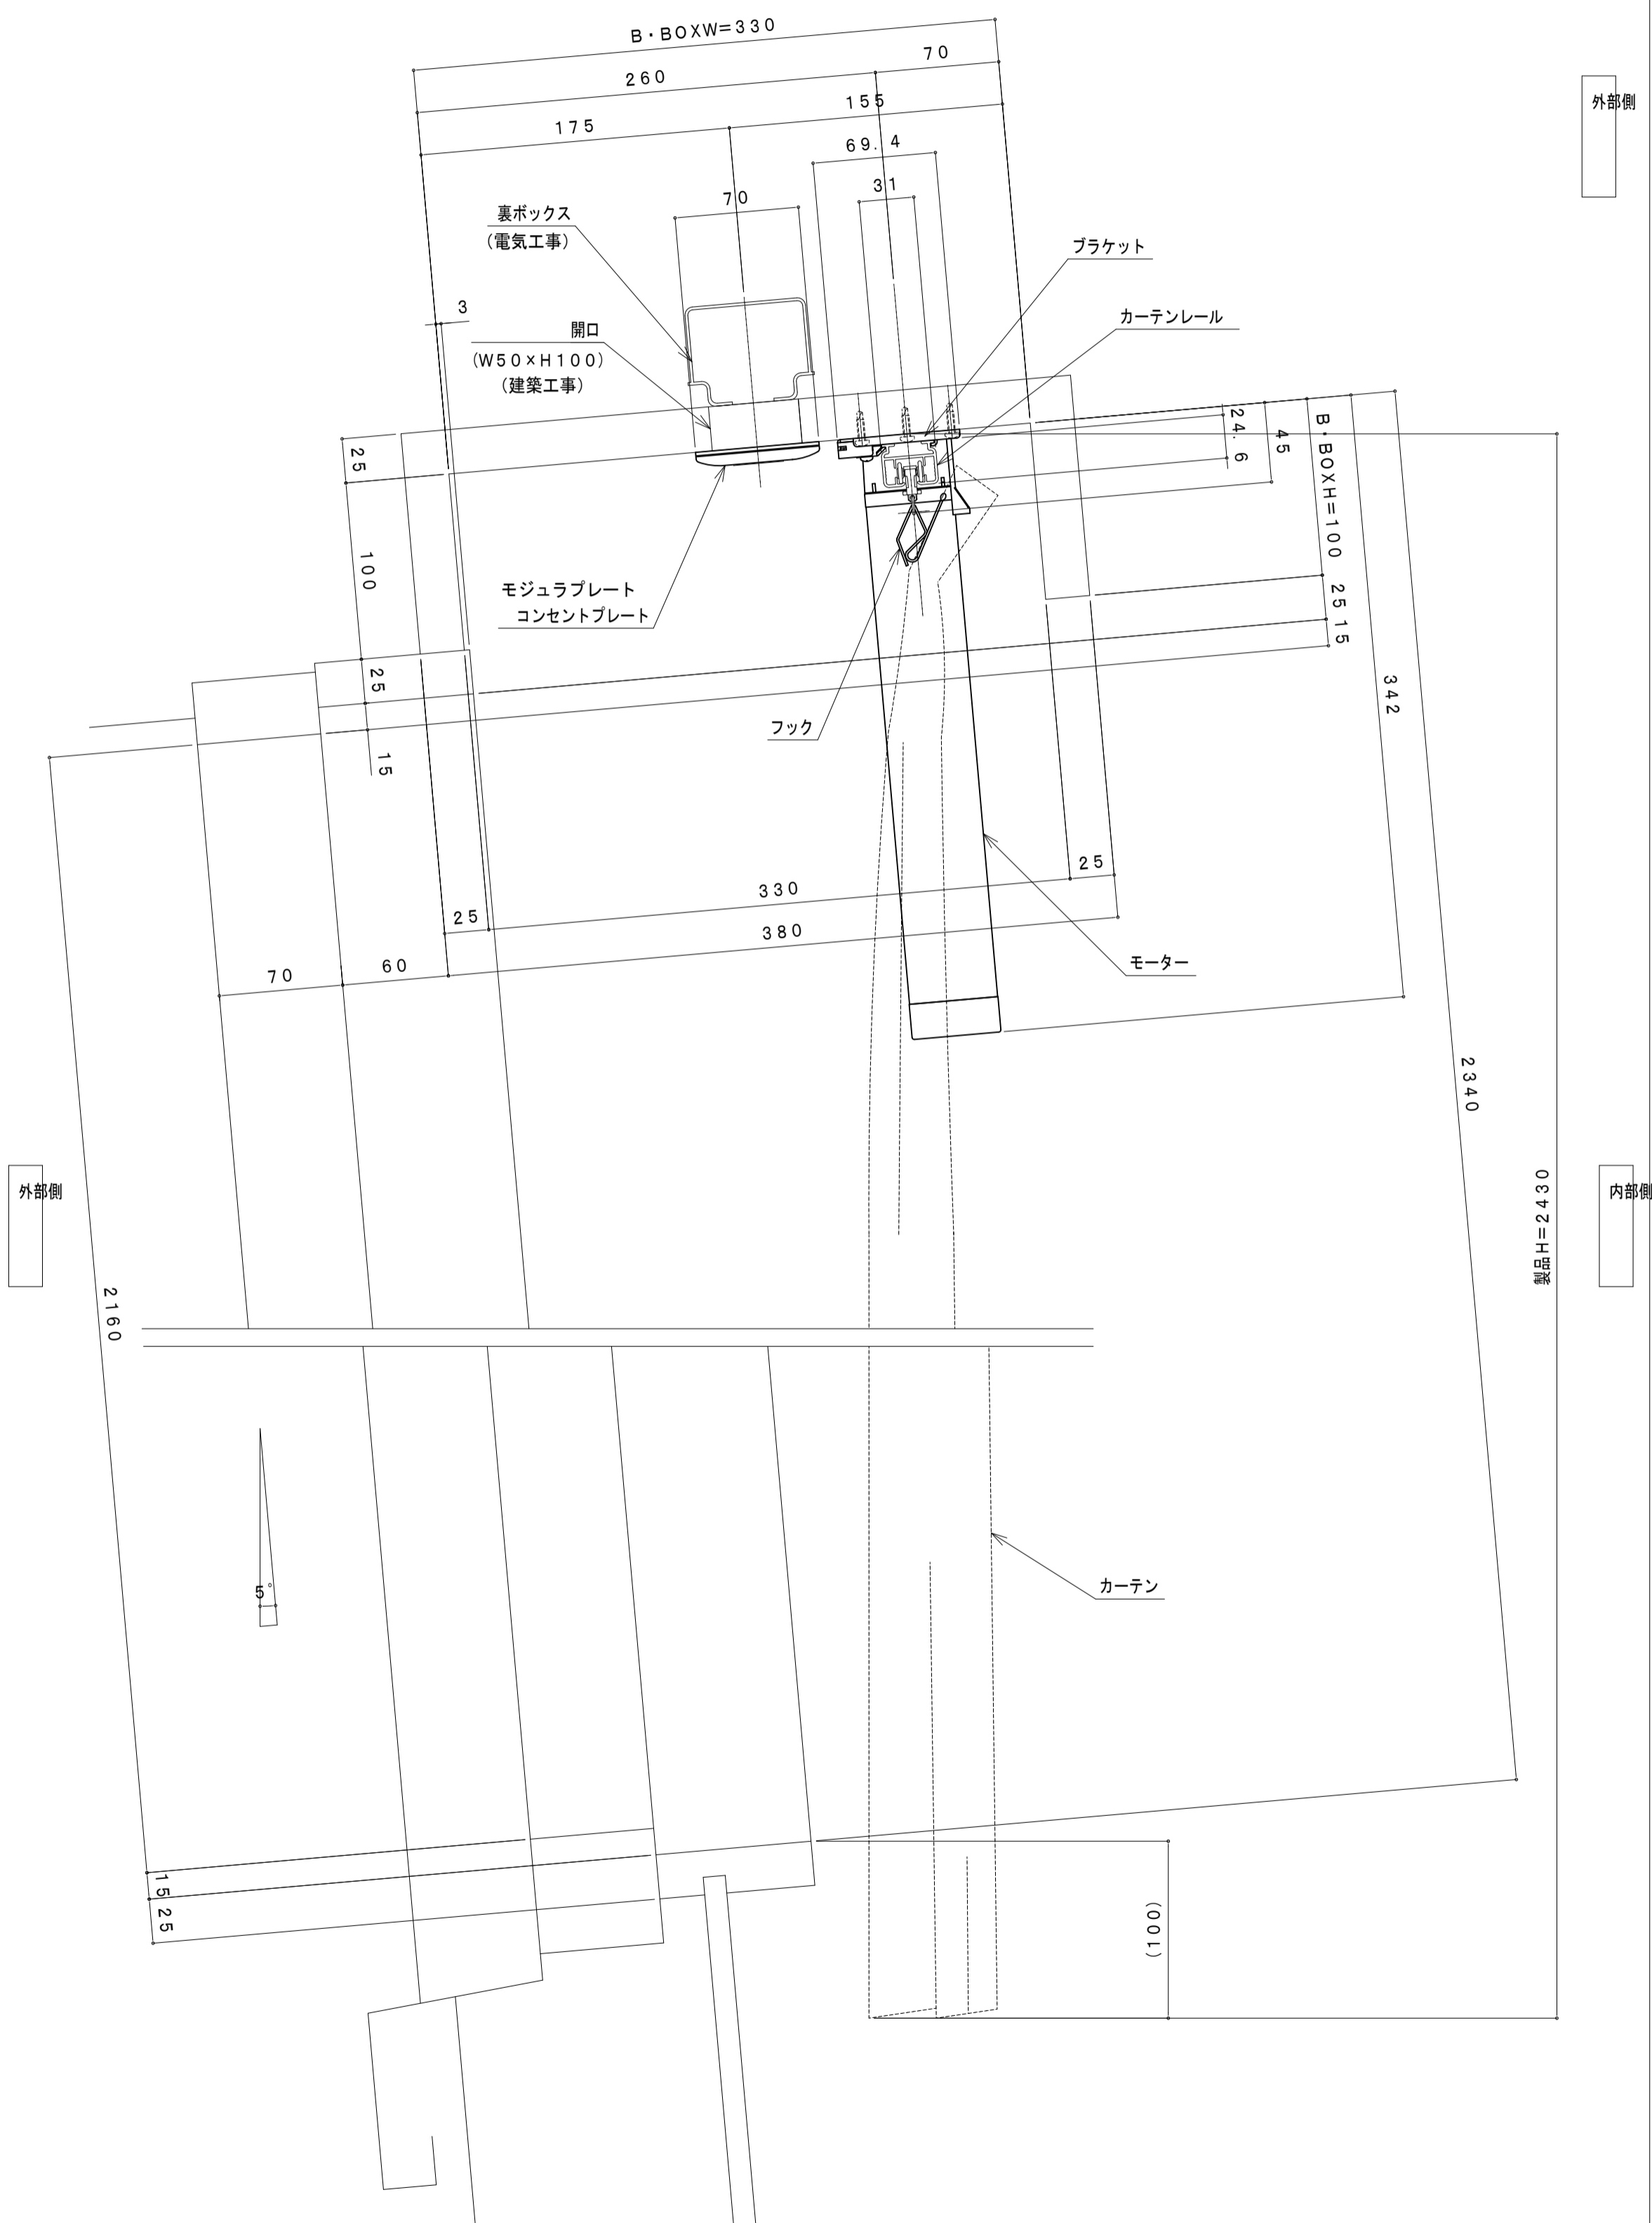 B・BOXW=330
260
70
175
155
69.4
31
70
外部側
裏ボックス
(電気工事)
ブラケット
3
開口
(W50×H100)
(建築工事)
カーテンレール
25
24.6
45
B・BOXH=100
100
モジュラプレート
コンセントプレート
25
15
25
15
342
フック
25
330
25
380
70
60
モーター
2340
外部側
内部側
製品H=2430
2160
5°
カーテン
15
25
(100)